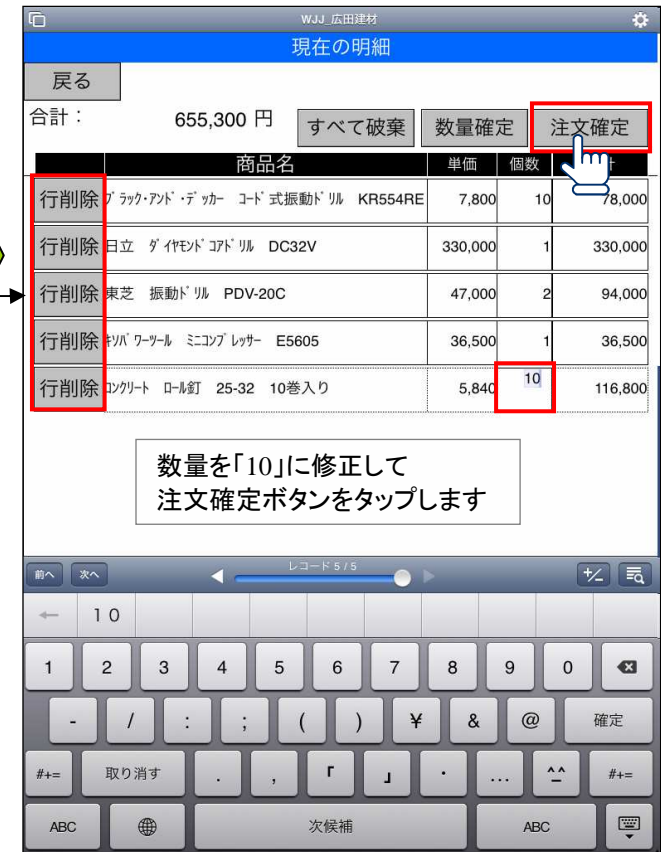 WJJ_広田建材
現在の明細
戻る
合計： 655,300 円 すべて破棄 数量確定 注文確定
商品名 単価 個数
行削除 ﾌﾞﾗｯｸ・ｱﾝﾄﾞ・ﾃﾞｯｶｰ ｺｰﾄﾞ式振動ﾄﾞﾘﾙ KR554RE 7,800 10 78,000
行削除 日立 ﾀﾞｲﾔﾓﾝﾄﾞｺｱﾄﾞﾘﾙ DC32V 330,000 1 330,000
行削除 東芝 振動ﾄﾞﾘﾙ PDV-20C 47,000 2 94,000
行削除 ｷｿﾊﾟﾜｰﾂｰﾙ ﾐﾆｺﾝﾌﾟﾚｯｻｰ E5605 36,500 1 36,500
行削除 ｺﾝｸﾘｰﾄ ﾛｰﾙ釘 25-32 10巻入り 5,840 10 116,800
数量を「10」に修正して
注文確定ボタンをタップします
前へ 次へ レコード 5 / 5 +/-
← １０
1 2 3 4 5 6 7 8 9 0
- / : ; ( ) ¥ & @ 確定
#+= 取り消す . , 「 」 ・ … ^_^ #+=
ABC 次候補 ABC